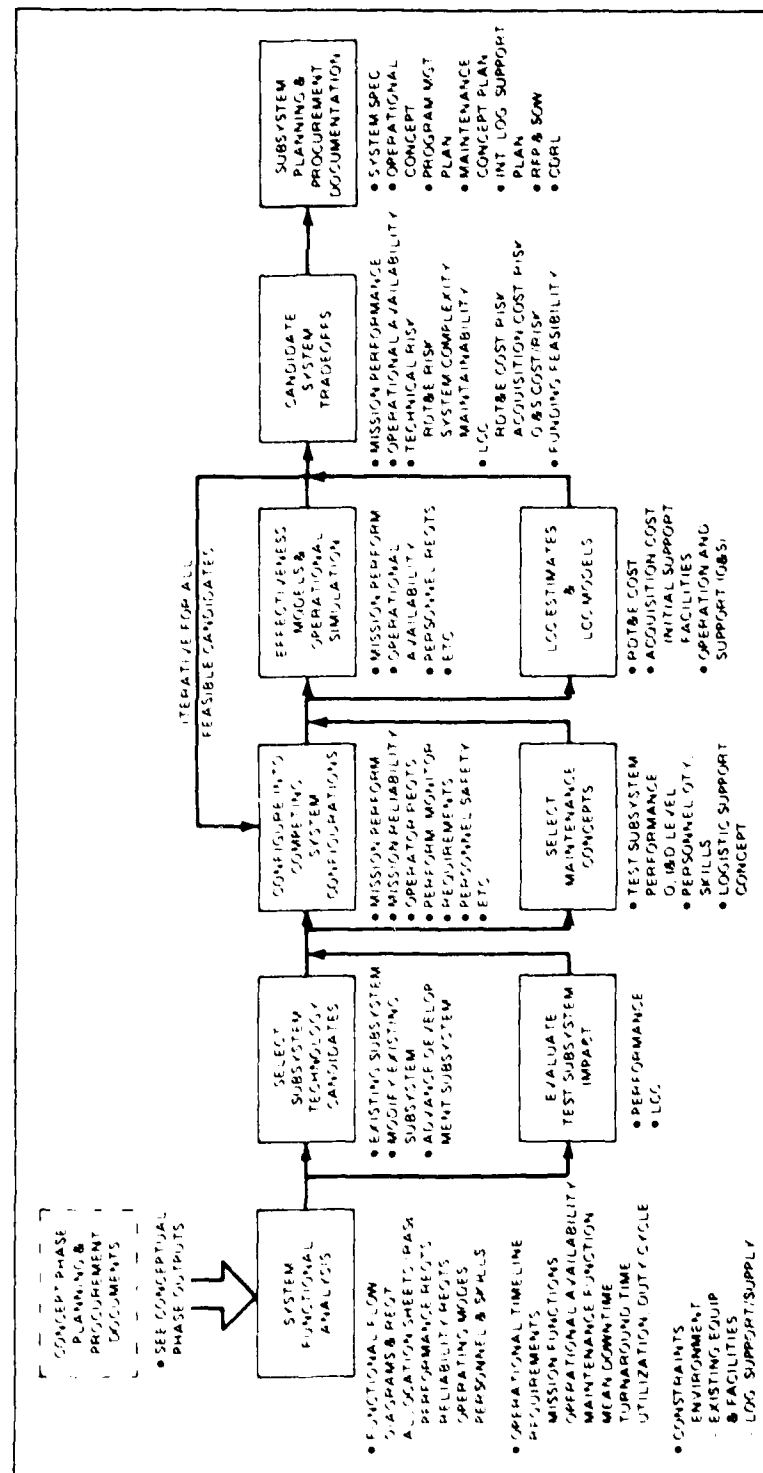 CONCEPT PHASE
PLANNING &
PROCUREMENT
DOCUMENTS
• SEE CONCEPTUAL
PHASE OUTPUTS
SYSTEM
FUNCTIONAL
ANALYSIS
• FUNCTIONAL FLOW
DIAGRAMS & REQT
ALLOCATION SHEETS-RAS
PERFORMANCE REQTS
RELIABILITY REQTS
OPERATING MODES
PERSONNEL & SKILLS
• OPERATIONAL TIMELINE
REQUIREMENTS
MISSION FUNCTIONS
OPERATIONAL AVAILABILITY
MAINTENANCE FUNCTION
MEAN DOWNTIME
TURNAROUND TIME
UTILIZATION/DUTY CYCLE
• CONSTRAINTS
ENVIRONMENT
- EXISTING EQUIP
& FACILITIES
- LOG SUPPORT/SUPPLY
SELECT
SUBSYSTEM
TECHNOLOGY
CANDIDATES
• EXISTING SUBSYSTEM
• MODIFY EXISTING
SUBSYSTEM
• ADVANCE DEVELOP
MENT SUBSYSTEM
EVALUATE
TEST SUBSYSTEM
IMPACT
• PERFORMANCE
• LCC
ITERATIVE FOR ALL
FEASIBLE CANDIDATES
CONFIGURE INTO
COMPETING
SYSTEM
CONFIGURATIONS
• MISSION PERFORM
• MISSION RELIABILITY
• OPERATOR REQTS
• PERFORM MONITOR
• REQUIREMENTS
• PERSONNEL SAFETY
• ETC
SELECT
MAINTENANCE
CONCEPTS
• TEST SUBSYSTEM
PERFORMANCE
O, I&D LEVEL
• PERSONNEL QTY,
SKILLS
• LOGISTIC SUPPORT
CONCEPT
EFFECTIVENESS
MODELS &
OPERATIONAL
SIMULATION
• MISSION PERFORM
• OPERATIONAL
AVAILABILITY
• PERSONNEL REQTS
• ETC
LCC ESTIMATES
&
LCC MODELS
• RDT&E COST
• ACQUISITION COST
INITIAL SUPPORT
FACILITIES
• OPERATION AND
SUPPORT (O&S)
CANDIDATE
SYSTEM
TRADEOFFS
• MISSION PERFORMANCE
• OPERATIONAL AVAILABILITY
• TECHNICAL RISK
RDT&E RISK
SYSTEM COMPLEXITY
MAINTAINABILITY
• LCC
RDT&E COST RISK
ACQUISITION COST RISK
O&S COST/RISK
• FUNDING FEASIBILITY
SUBSYSTEM
PLANNING &
PROCUREMENT
DOCUMENTATION
• SYSTEM SPEC
• OPERATIONAL
CONCEPT
• PROGRAM MGT
PLAN
• MAINTENANCE
CONCEPT PLAN
• INT LOG SUPPORT
PLAN
• RFP & SOW
• CDRL